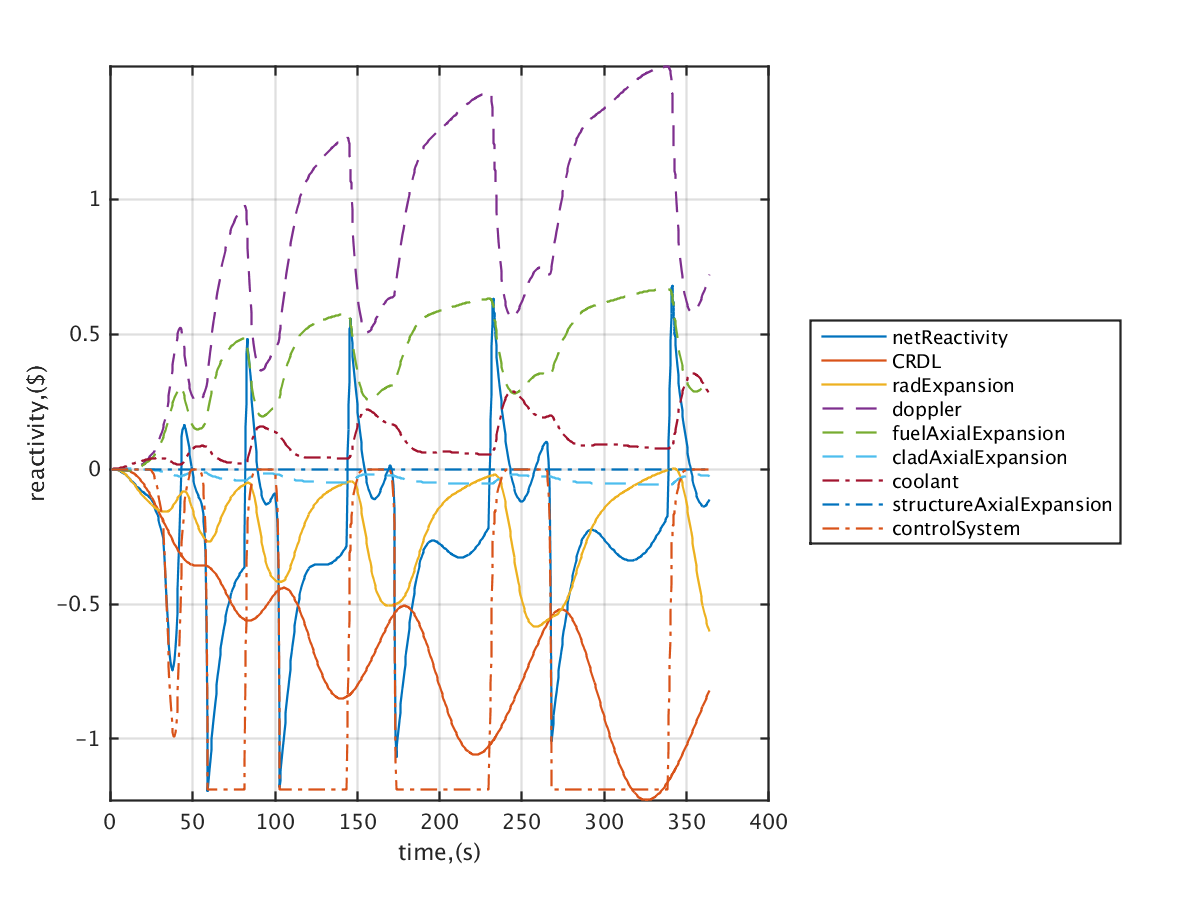 reactivity,($)
1
0.5
0
−0.5
−1
0 50 100 150 200 250 300 350 400
time,(s)
netReactivity
CRDL
radExpansion
doppler
fuelAxialExpansion
cladAxialExpansion
coolant
structureAxialExpansion
controlSystem